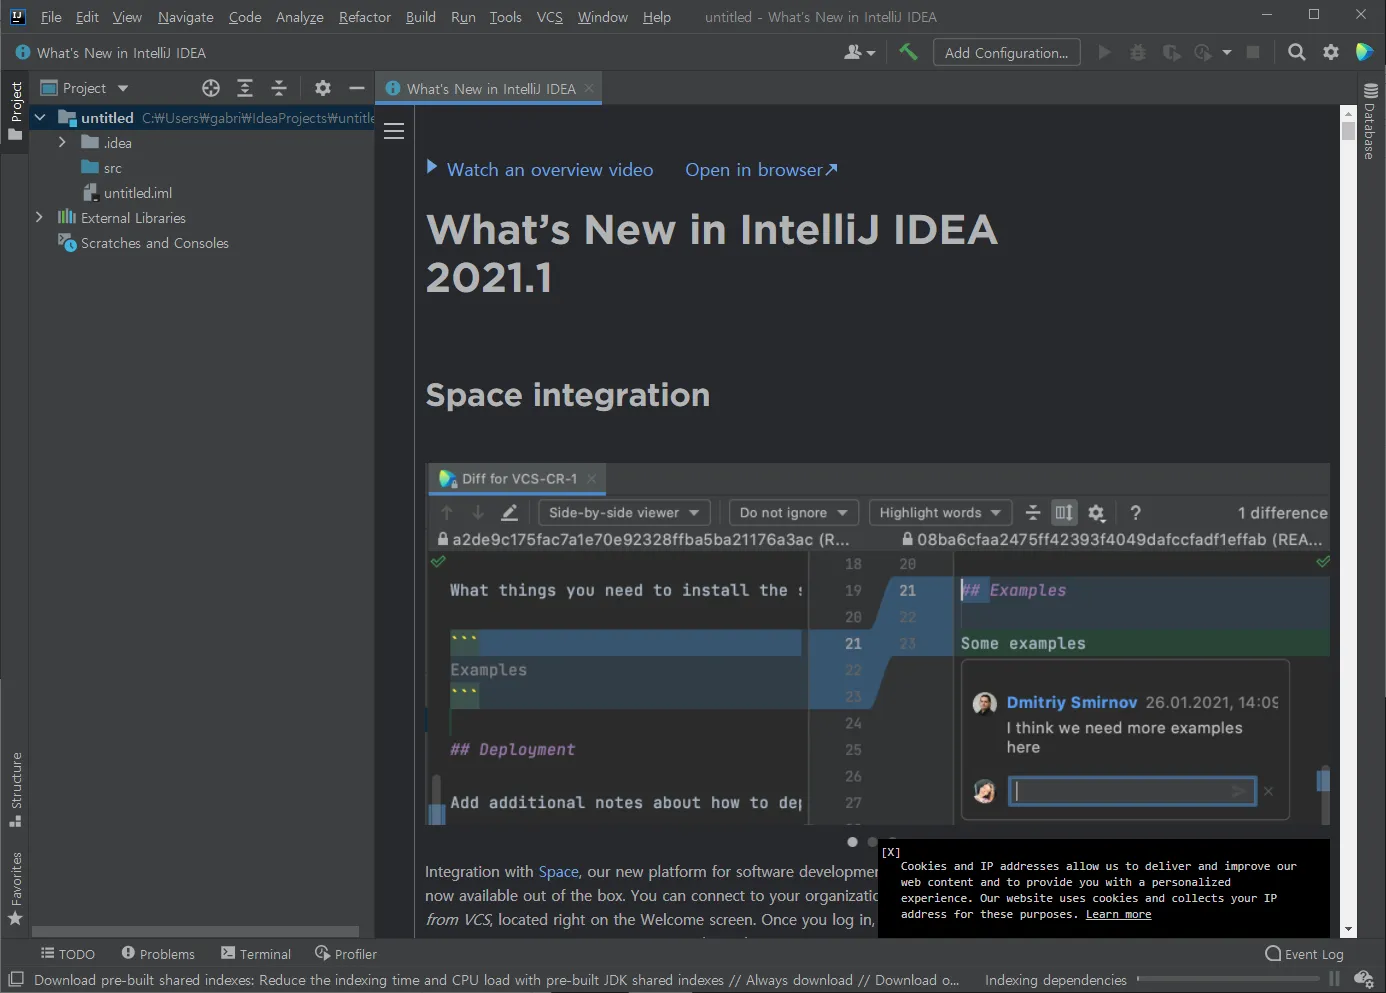 File Edit View Navigate Code Analyze Refactor Build Run Tools VCS Window Help untitled - What's New in IntelliJ IDEA
What's New in IntelliJ IDEA
Add Configuration...
Project
Project
What's New in IntelliJ IDEA
Database
untitled C:₩Users₩gabri₩IdeaProjects₩untitle
.idea
src
untitled.iml
External Libraries
Scratches and Consoles
Watch an overview video Open in browser↗
What's New in IntelliJ IDEA
2021.1
Space integration
Diff for VCS-CR-1
Side-by-side viewer Do not ignore Highlight words ? 1 difference
a2de9c175fac7a1e70e92328ffba5ba21176a3ac (R... 08ba6cfaa2475ff42393f4049dafccfadf1effab (REA...
18 20
What things you need to install the s 19 21 ## Examples
20 22
``` 21 23 Some examples
Examples 22
``` 23
24
## Deployment 25
26
Add additional notes about how to dep 27
Dmitriy Smirnov 26.01.2021, 14:09
I think we need more examples
here
Integration with Space, our new platform for software developmen
now available out of the box. You can connect to your organizatio
from VCS, located right on the Welcome screen. Once you log in,
[X]
Cookies and IP addresses allow us to deliver and improve our
web content and to provide you with a personalized
experience. Our website uses cookies and collects your IP
address for these purposes. Learn more
Structure
Favorites
TODO Problems Terminal Profiler Event Log
Download pre-built shared indexes: Reduce the indexing time and CPU load with pre-built JDK shared indexes // Always download // Download o... Indexing dependencies